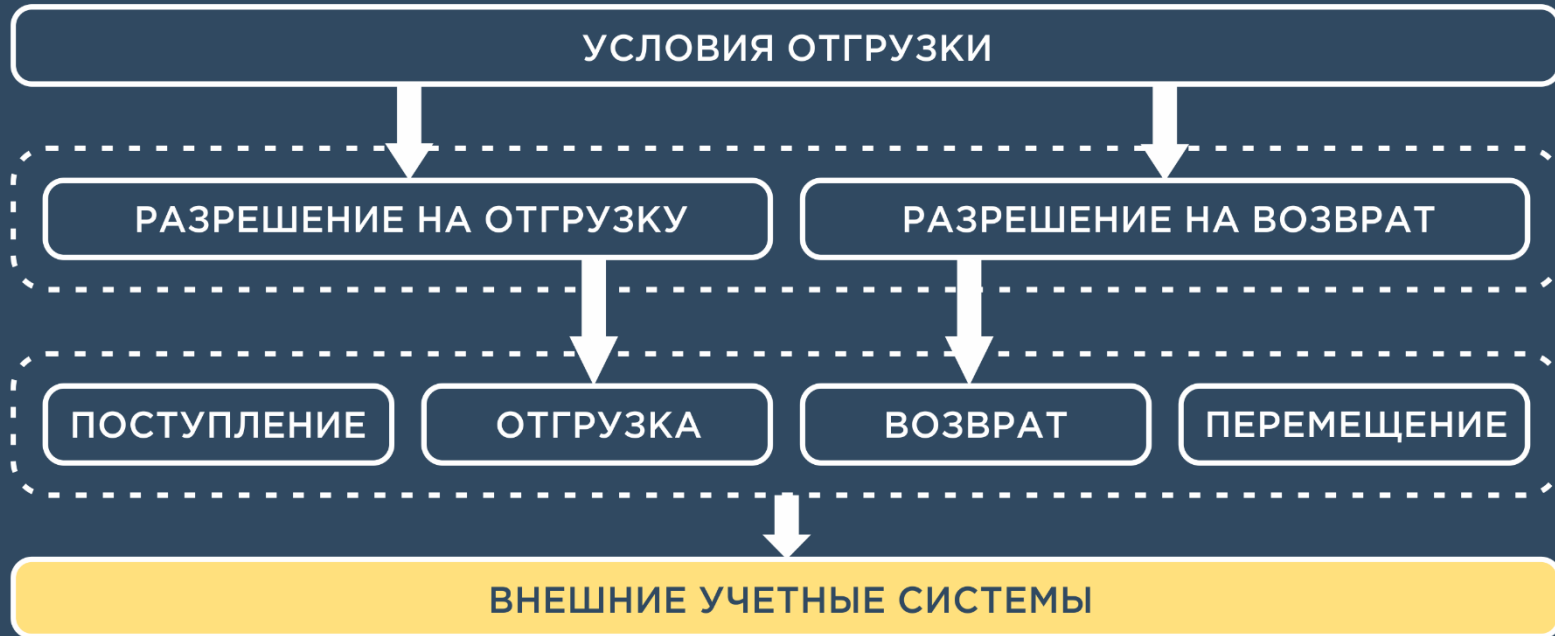 УСЛОВИЯ ОТГРУЗКИ
РАЗРЕШЕНИЕ НА ОТГРУЗКУ
РАЗРЕШЕНИЕ НА ВОЗВРАТ
ПОСТУПЛЕНИЕ
ОТГРУЗКА
ВОЗВРАТ
ПЕРЕМЕЩЕНИЕ
ВНЕШНИЕ УЧЕТНЫЕ СИСТЕМЫ